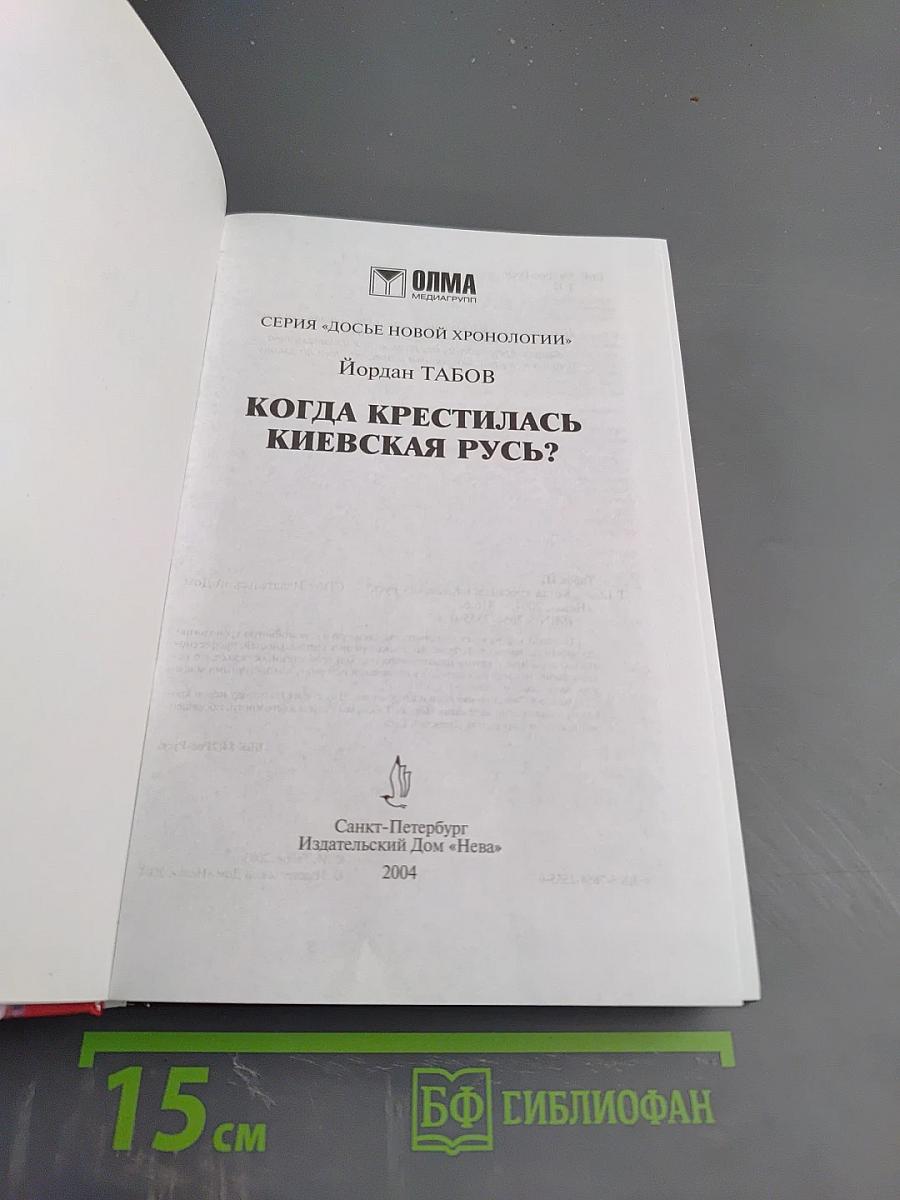 ОЛМА
МЕДИАГРУПП
СЕРИЯ «ДОСЬЕ НОВОЙ ХРОНОЛОГИИ»
Йордан ТАБОВ
КОГДА КРЕСТИЛАСЬ
КИЕВСКАЯ РУСЬ?
Санкт-Петербург
Издательский Дом «Нева»
2004
15 см
БФ БИБЛИОФАН